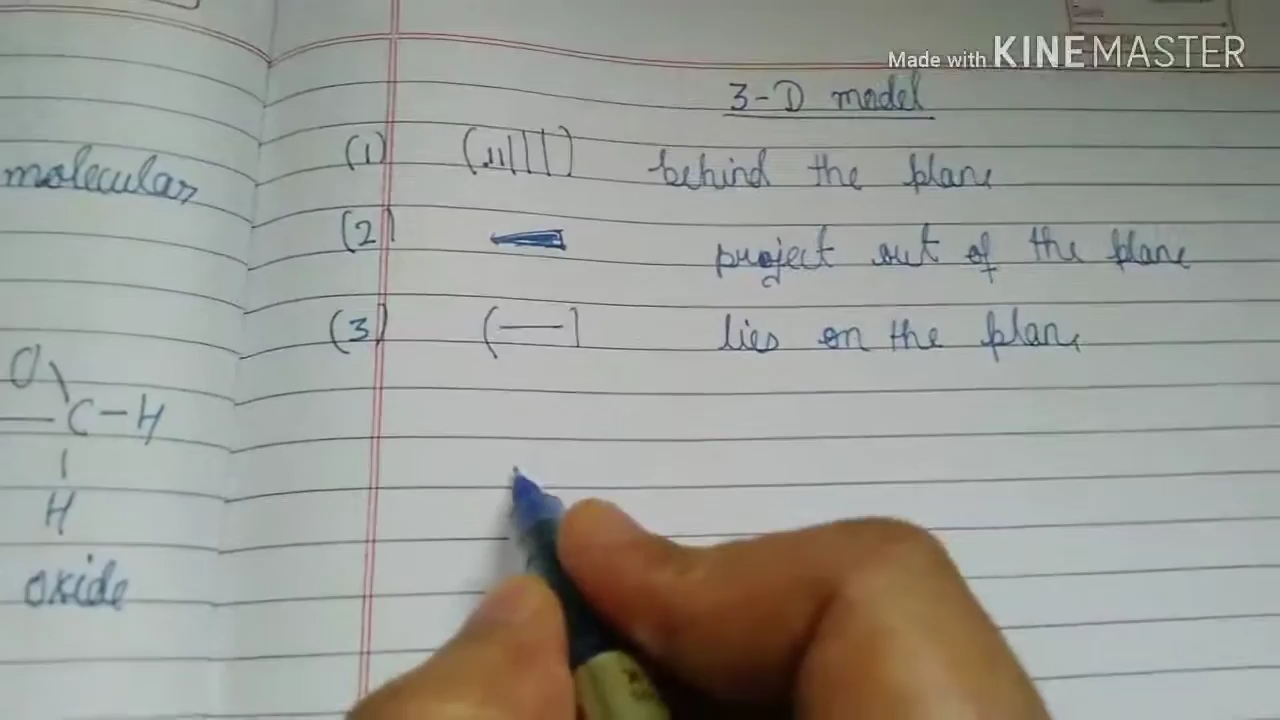 Made with KINEMASTER
3-D model
(1) behind the plane
(2) project out of the plane
(3) (—) lies on the plane
molecular
O
C-H
H
oxide